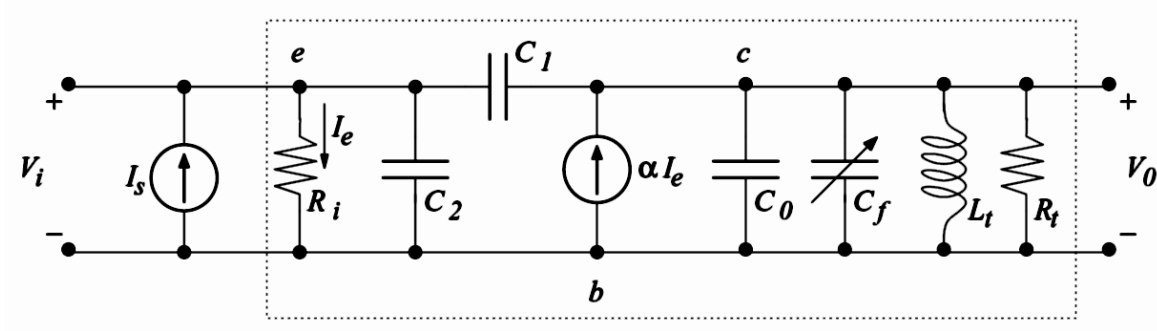 e
C1
c
+
+
Ie
Vi
Is
αIe
V0
Ri
C2
C0
Cf
Lt
Rt
−
−
b